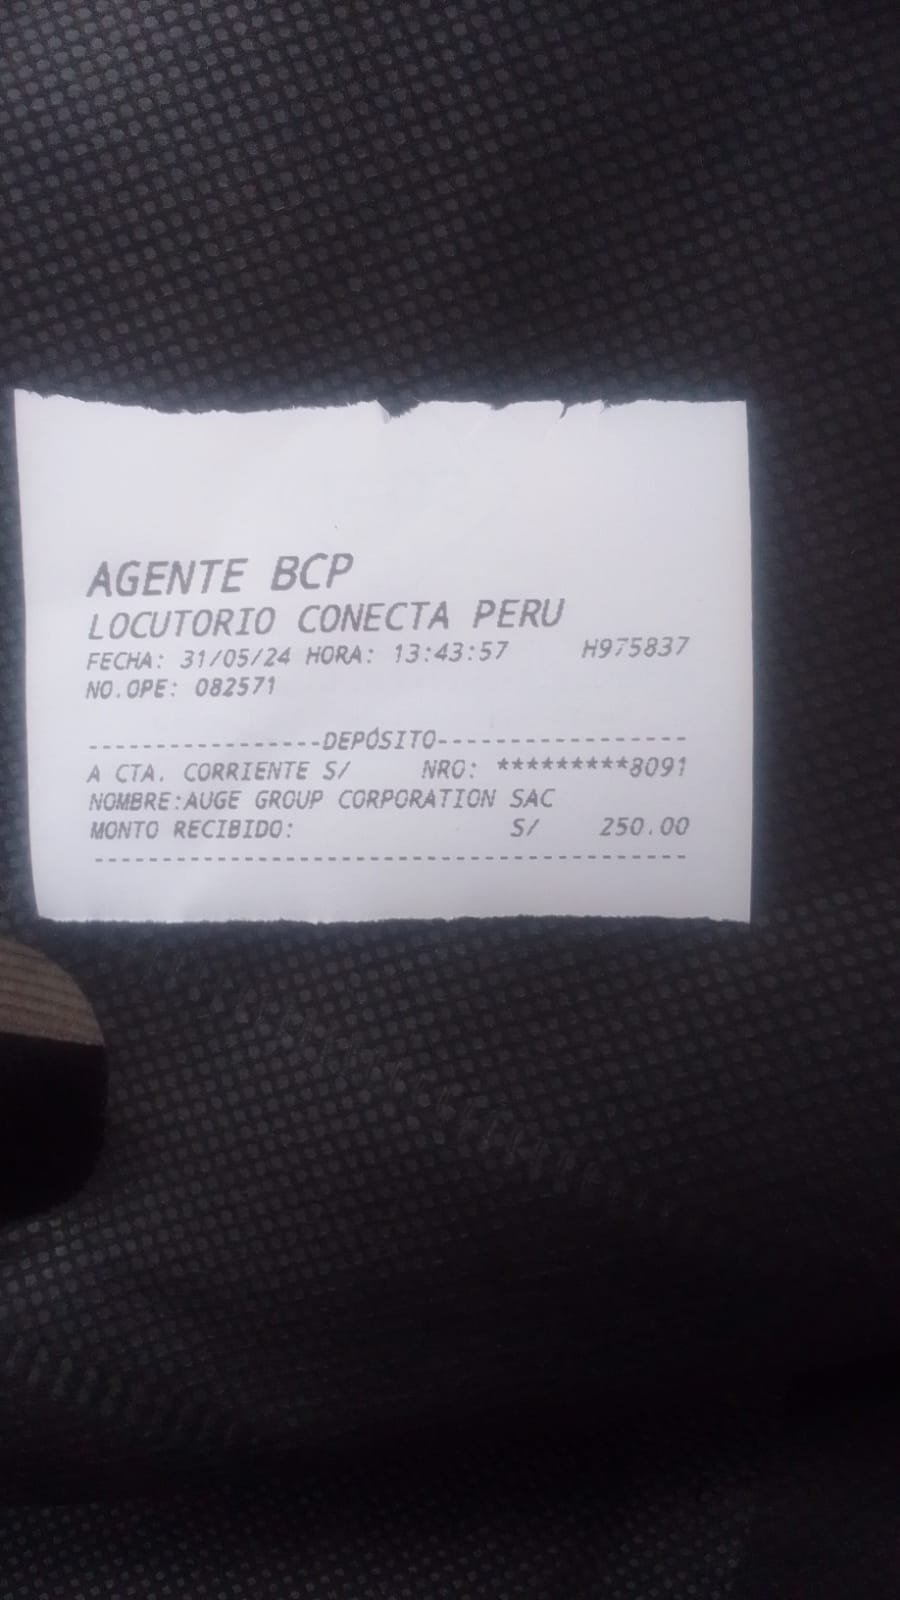 AGENTE BCP
LOCUTORIO CONECTA PERU
FECHA: 31/05/24 HORA: 13:43:57 H975837
NO.OPE: 082571
-----------------DEPÓSITO------------------
A CTA. CORRIENTE S/ NRO: *********8091
NOMBRE:AUGE GROUP CORPORATION SAC
MONTO RECIBIDO: S/ 250.00
-------------------------------------------